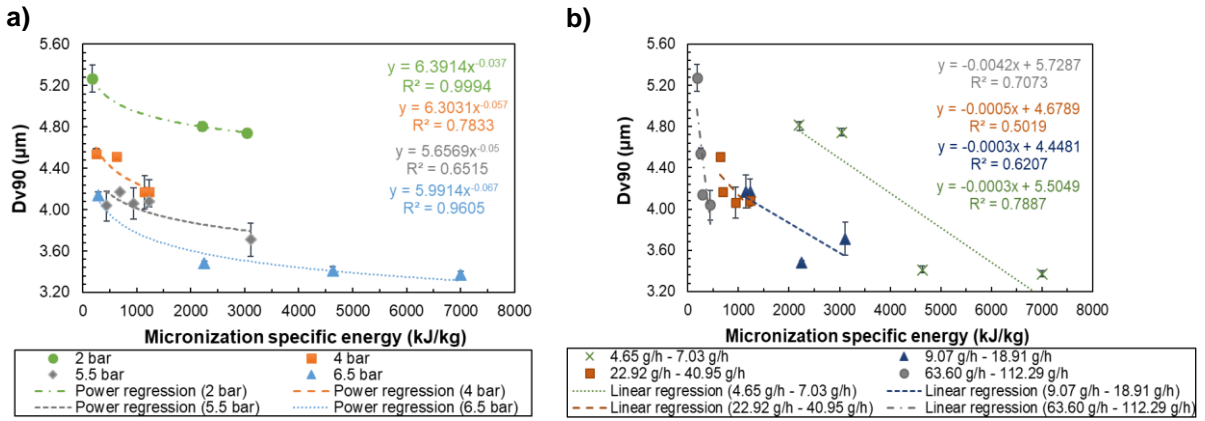 a)
5.60
5.20
4.80
4.40
4.00
3.60
3.20
Dv90 (µm)
y = 6.3914x^-0.037
R² = 0.9994
y = 6.3031x^-0.057
R² = 0.7833
y = 5.6569x^-0.05
R² = 0.6515
y = 5.9914x^-0.067
R² = 0.9605
0 1000 2000 3000 4000 5000 6000 7000 8000
Micronization specific energy (kJ/kg)
2 bar 4 bar
5.5 bar 6.5 bar
Power regression (2 bar) Power regression (4 bar)
Power regression (5.5 bar) Power regression (6.5 bar)
b)
5.60
5.20
4.80
4.40
4.00
3.60
3.20
Dv90 (µm)
y = -0.0042x + 5.7287
R² = 0.7073
y = -0.0005x + 4.6789
R² = 0.5019
y = -0.0003x + 4.4481
R² = 0.6207
y = -0.0003x + 5.5049
R² = 0.7887
0 1000 2000 3000 4000 5000 6000 7000 8000
Micronization specific energy (kJ/kg)
4.65 g/h - 7.03 g/h 9.07 g/h - 18.91 g/h
22.92 g/h - 40.95 g/h 63.60 g/h - 112.29 g/h
Linear regression (4.65 g/h - 7.03 g/h) Linear regression (9.07 g/h - 18.91 g/h)
Linear regression (22.92 g/h - 40.95 g/h) Linear regression (63.60 g/h - 112.29 g/h)